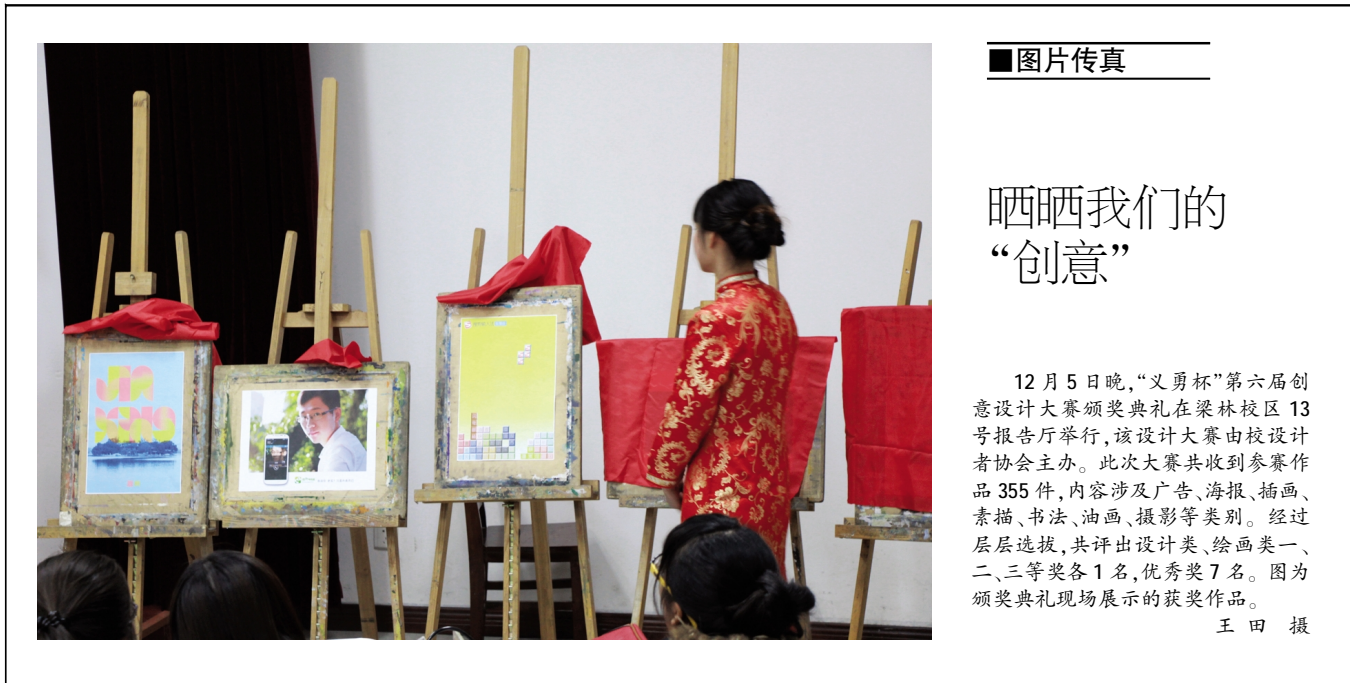 ■图片传真
晒晒我们的
“创意”
12月5日晚,“义勇杯”第六届创
意设计大赛颁奖典礼在梁林校区13
号报告厅举行,该设计大赛由校设计
者协会主办。此次大赛共收到参赛作
品355件,内容涉及广告、海报、插画、
素描、书法、油画、摄影等类别。经过
层层选拔,共评出设计类、绘画类一、
二、三等奖各1名,优秀奖7名。图为
颁奖典礼现场展示的获奖作品。
王田 摄